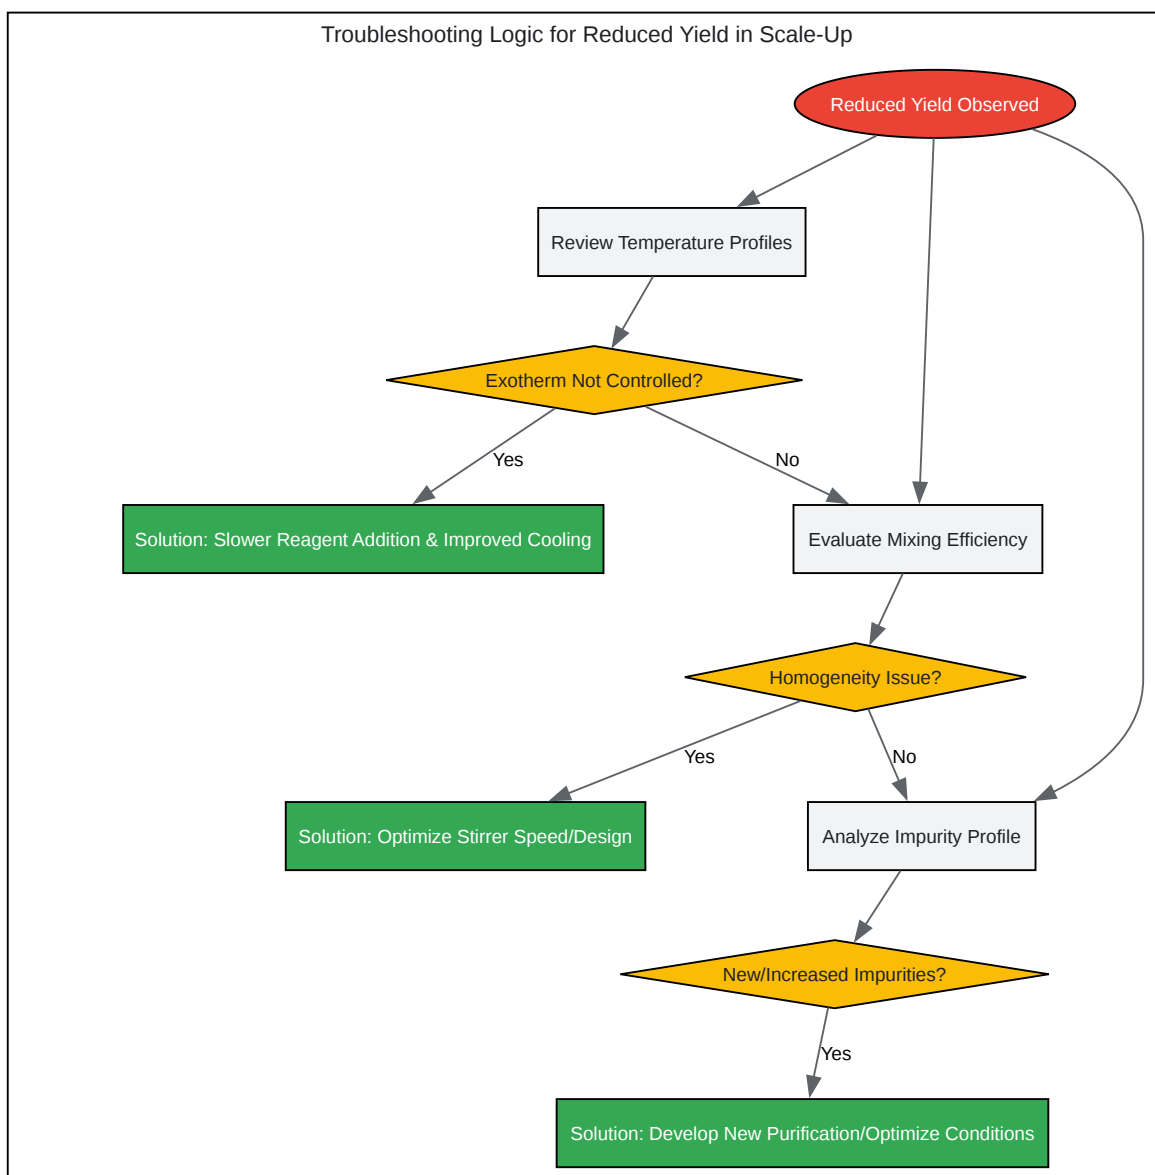 Troubleshooting Logic for Reduced Yield in Scale-Up
Reduced Yield Observed
Review Temperature Profiles
Exotherm Not Controlled?
Yes
No
Solution: Slower Reagent Addition & Improved Cooling
Evaluate Mixing Efficiency
Homogeneity Issue?
Yes
No
Solution: Optimize Stirrer Speed/Design
Analyze Impurity Profile
New/Increased Impurities?
Yes
Solution: Develop New Purification/Optimize Conditions